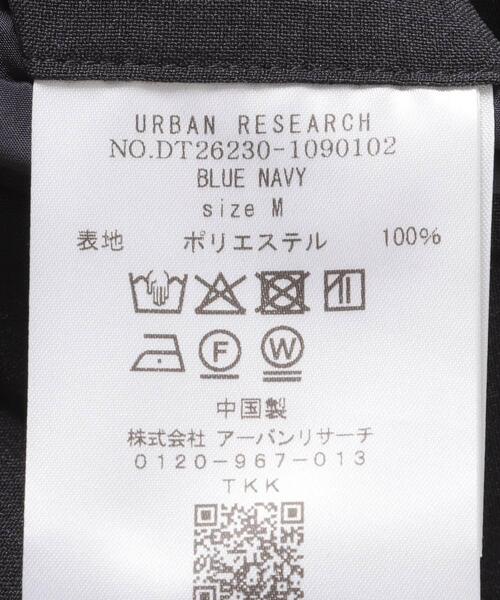 URBAN RESEARCH
NO.DT26230-1090102
BLUE NAVY
size M
表地 ポリエステル 100%
F W
中国製
株式会社 アーバンリサーチ
0120-967-013
TKK